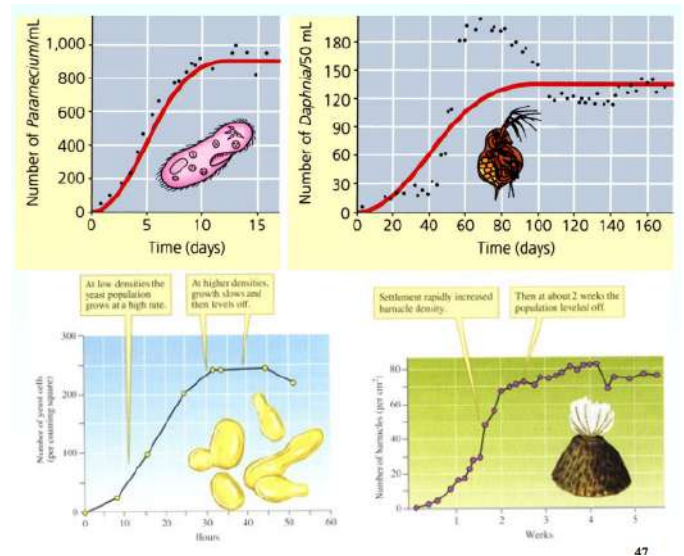 Number of Paramecium/mL
1,000
800
600
400
200
0
0
5
10
15
Time (days)
Number of Daphnia/50 mL
180
150
120
90
60
30
0
0
20
40
60
80
100
120
140
160
Time (days)
At low densities the
yeast population
grows at a high rate.
At higher densities,
growth slows and
then levels off.
Number of yeast cells
(per counting square)
300
200
100
0
0
10
20
30
40
50
60
Hours
Settlement rapidly increased
barnacle density.
Then at about 2 weeks the
population leveled off.
Number of barnacles (per cm²)
80
60
40
20
0
1
2
3
4
5
Weeks
47